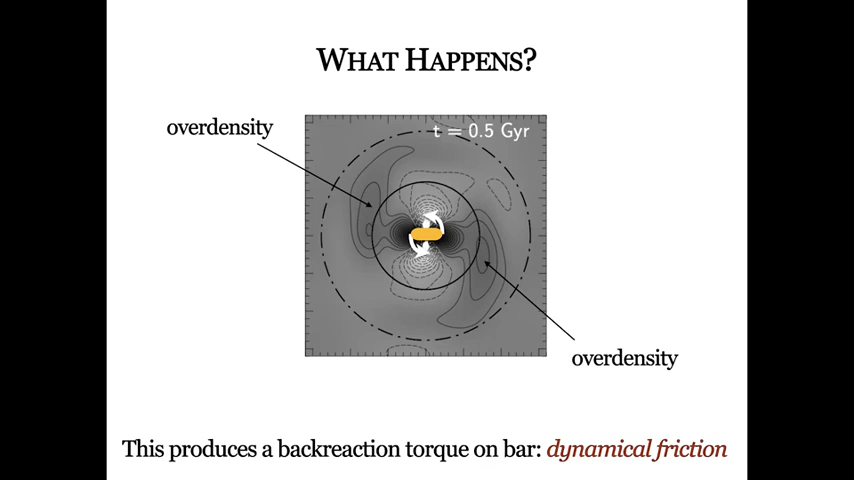 WHAT HAPPENS?
overdensity
t = 0.5 Gyr
overdensity
This produces a backreaction torque on bar: dynamical friction